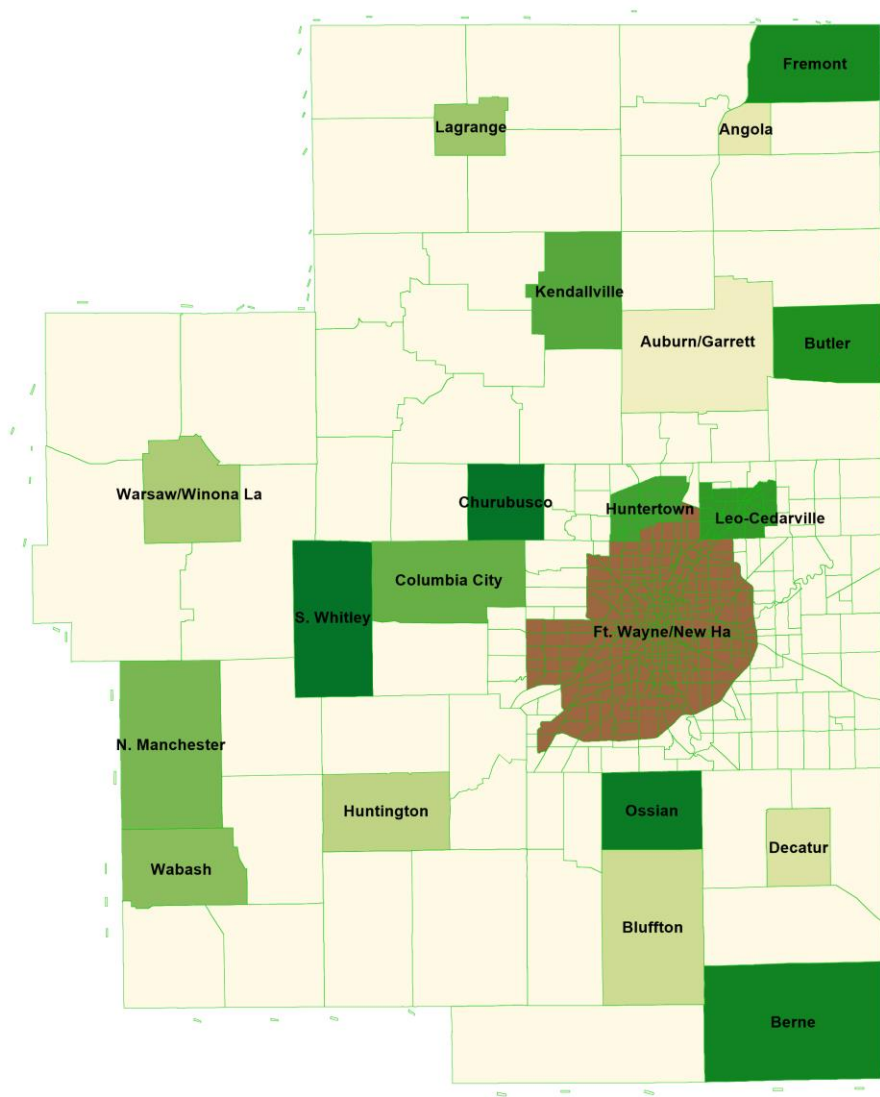 Fremont
Lagrange
Angola
Kendallville
Auburn/Garrett
Butler
Warsaw/Winona La
Churubusco
Huntertown
Leo-Cedarville
Columbia City
S. Whitley
Ft. Wayne/New Ha
N. Manchester
Huntington
Ossian
Decatur
Wabash
Bluffton
Berne